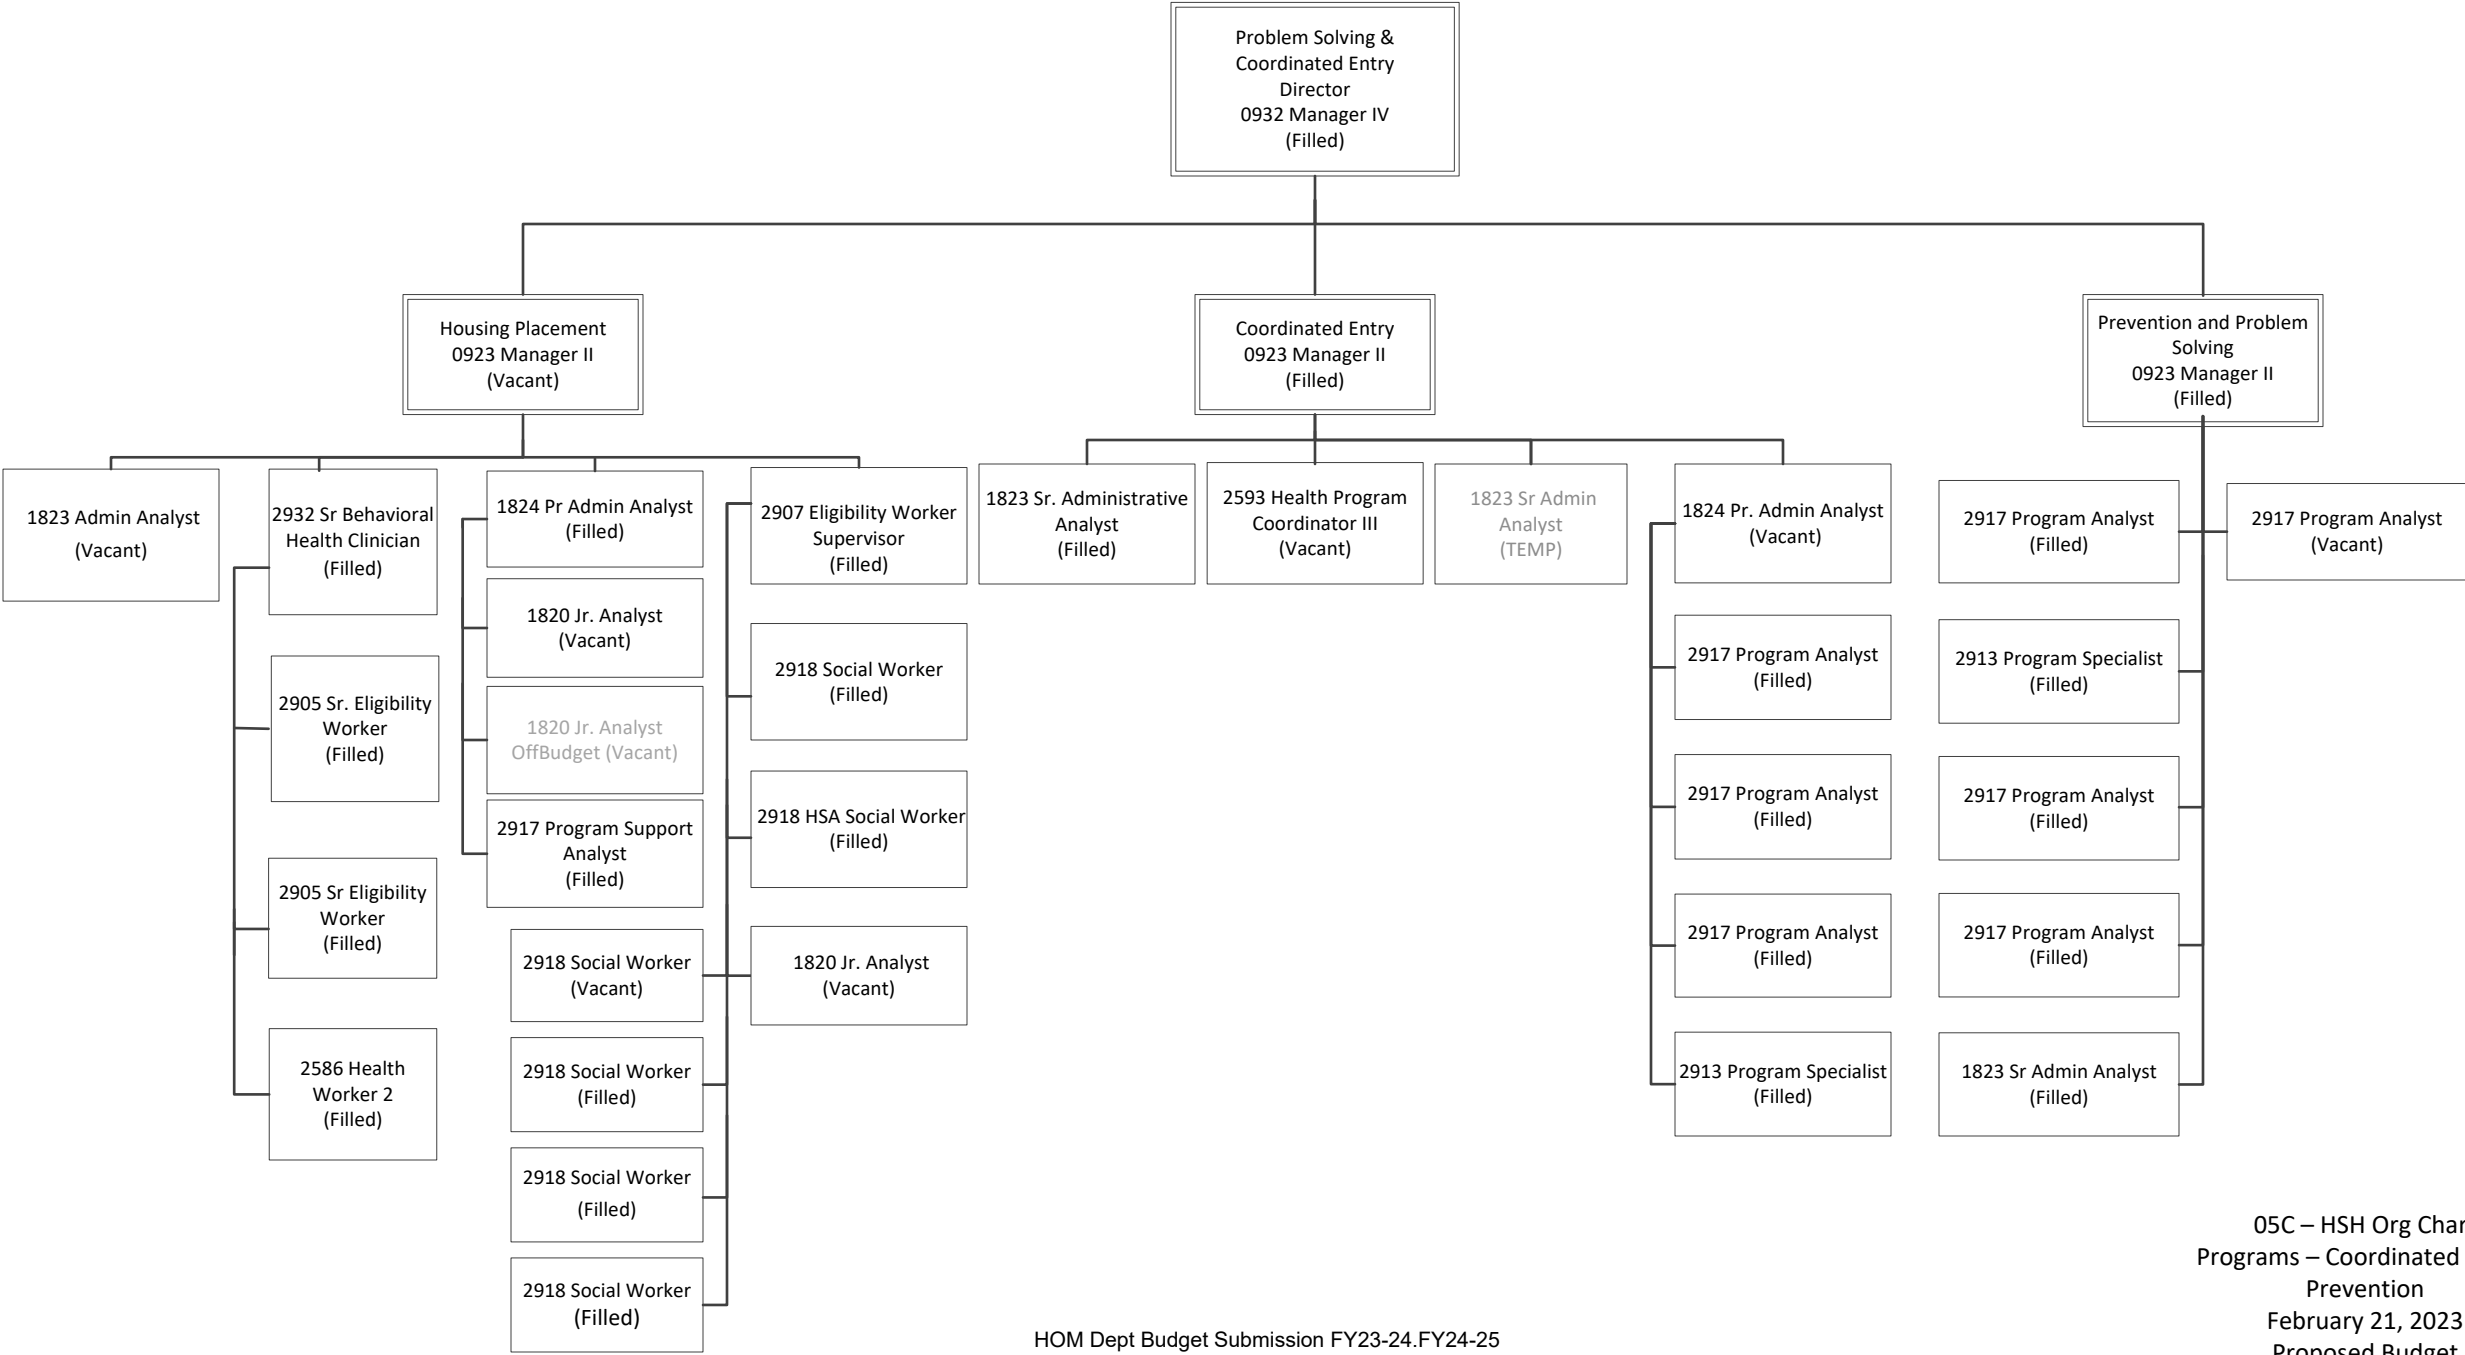 Problem Solving &
Coordinated Entry
Director
0932 Manager IV
(Filled)
Housing Placement
0923 Manager II
(Vacant)
Coordinated Entry
0923 Manager II
(Filled)
Prevention and Problem
Solving
0923 Manager II
(Filled)
1823 Admin Analyst
(Vacant)
2932 Sr Behavioral
Health Clinician
(Filled)
2905 Sr. Eligibility
Worker
(Filled)
2905 Sr Eligibility
Worker
(Filled)
2586 Health
Worker 2
(Filled)
1824 Pr Admin Analyst
(Filled)
1820 Jr. Analyst
(Vacant)
1820 Jr. Analyst
OffBudget (Vacant)
2917 Program Support
Analyst
(Filled)
2907 Eligibility Worker
Supervisor
(Filled)
2918 Social Worker
(Filled)
2918 HSA Social Worker
(Filled)
2918 Social Worker
(Vacant)
1820 Jr. Analyst
(Vacant)
2918 Social Worker
(Filled)
2918 Social Worker
(Filled)
2918 Social Worker
(Filled)
1823 Sr. Administrative
Analyst
(Filled)
2593 Health Program
Coordinator III
(Vacant)
1823 Sr Admin
Analyst
(TEMP)
1824 Pr. Admin Analyst
(Vacant)
2917 Program Analyst
(Filled)
2917 Program Analyst
(Filled)
2917 Program Analyst
(Filled)
2913 Program Specialist
(Filled)
2917 Program Analyst
(Filled)
2917 Program Analyst
(Vacant)
2913 Program Specialist
(Filled)
2917 Program Analyst
(Filled)
2917 Program Analyst
(Filled)
1823 Sr Admin Analyst
(Filled)
05C – HSH Org Char
Programs – Coordinated
Prevention
February 21, 2023
Proposed Budget
HOM Dept Budget Submission FY23-24.FY24-25